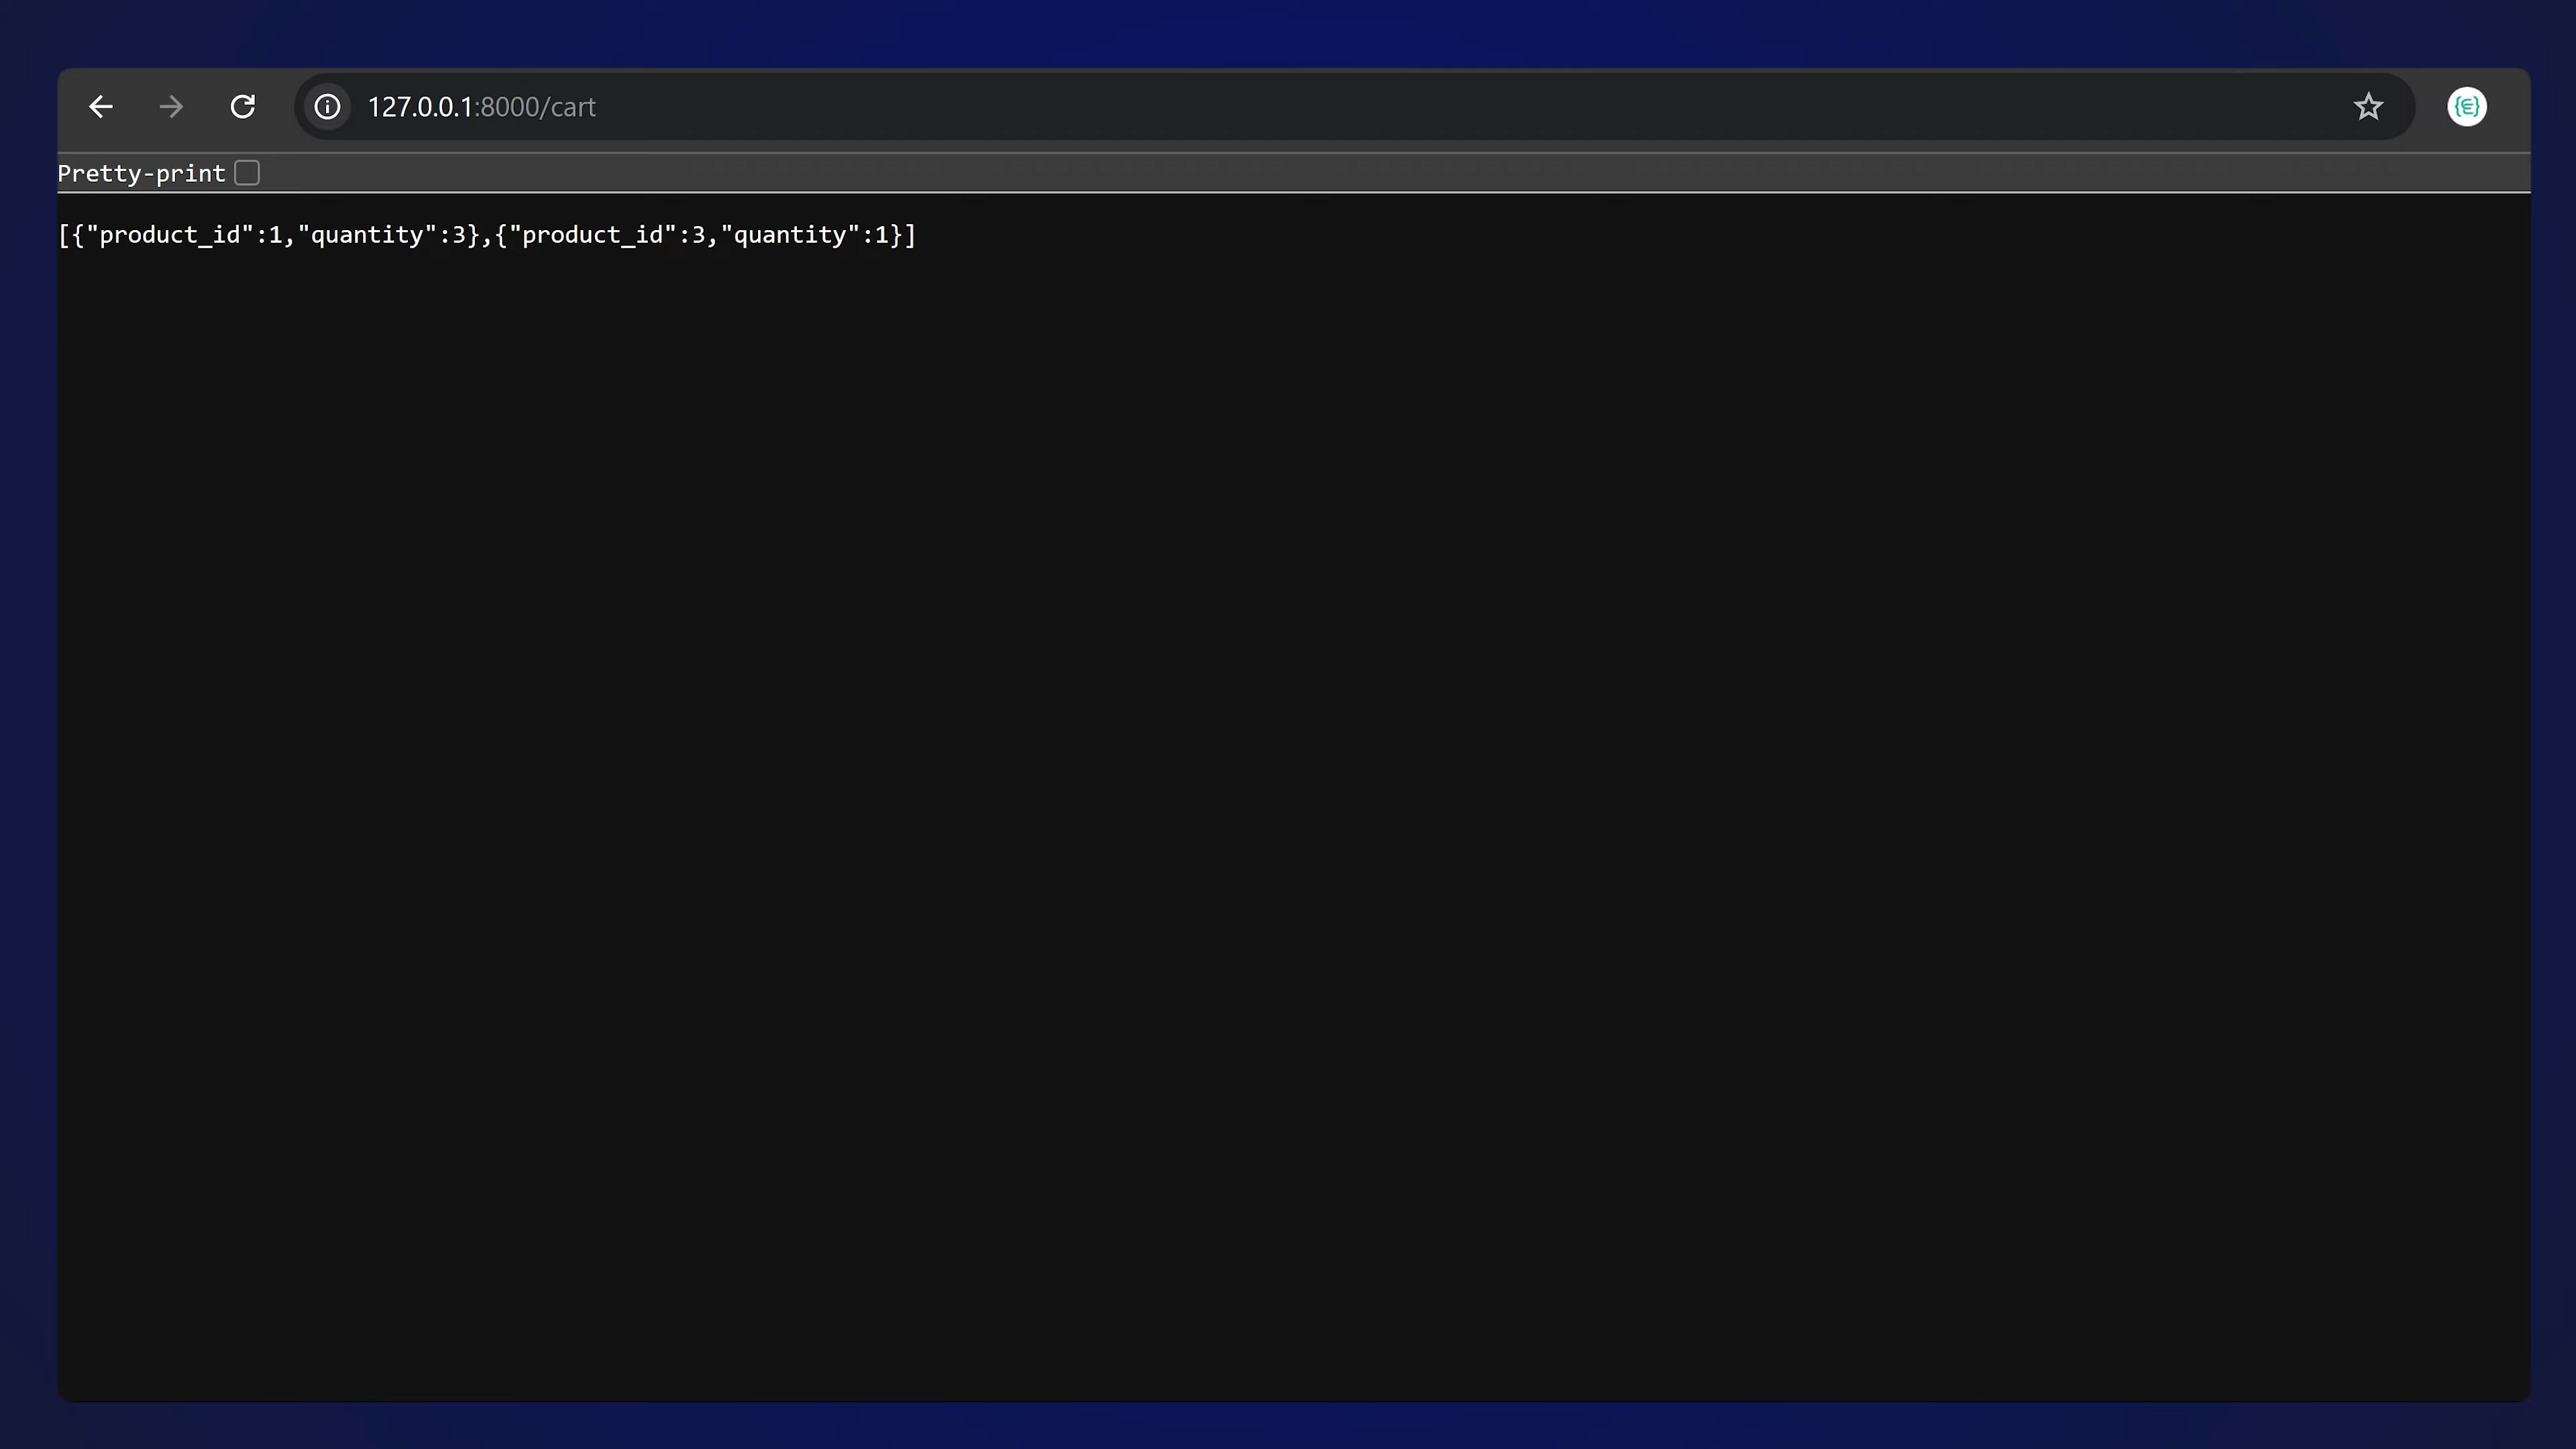 127.0.0.1:8000/cart
Pretty-print
[{"product_id":1,"quantity":3},{"product_id":3,"quantity":1}]